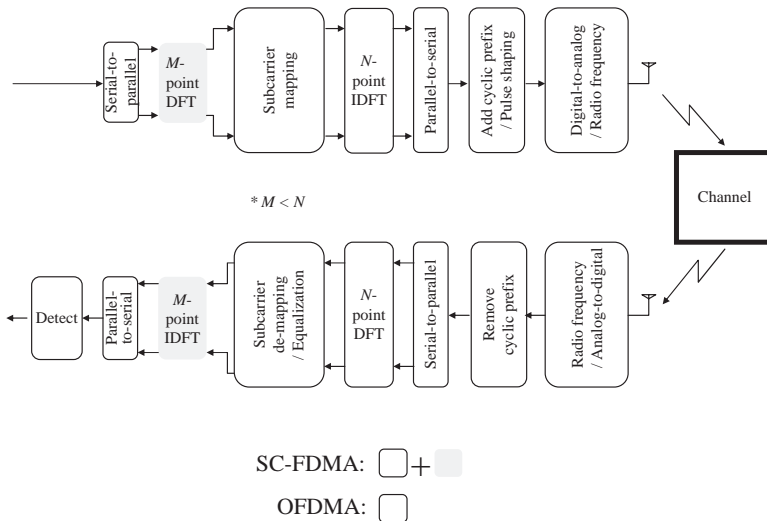 Serial-to-
parallel
M-
point
DFT
Subcarrier
mapping
N-
point
IDFT
Parallel-to-serial
Add cyclic prefix
/ Pulse shaping
Digital-to-analog
/ Radio frequency
Channel
* M < N
Detect
Parallel-
to-serial
M-
point
IDFT
Subcarrier
de-mapping
/ Equalization
N-
point
DFT
Serial-to-parallel
Remove
cyclic prefix
Radio frequency
/ Analog-to-digital
SC-FDMA: +
OFDMA: